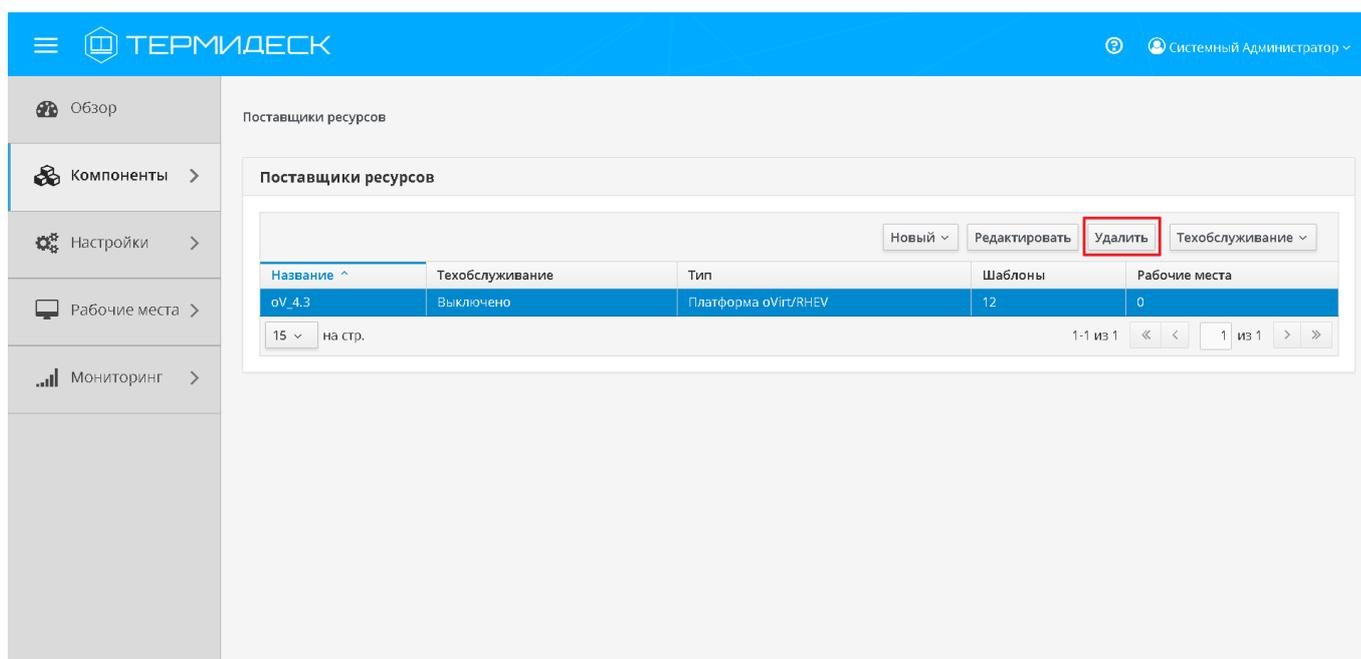 ТЕРМИДЕСК
Системный Администратор
Обзор
Поставщики ресурсов
Компоненты
Поставщики ресурсов
Настройки
Новый Редактировать Удалить Техобслуживание
Название Техобслуживание Тип Шаблоны Рабочие места
oV_4.3 Выключено Платформа oVirt/RHEV 12 0
Рабочие места
15 на стр. 1-1 из 1 1 из 1
Мониторинг